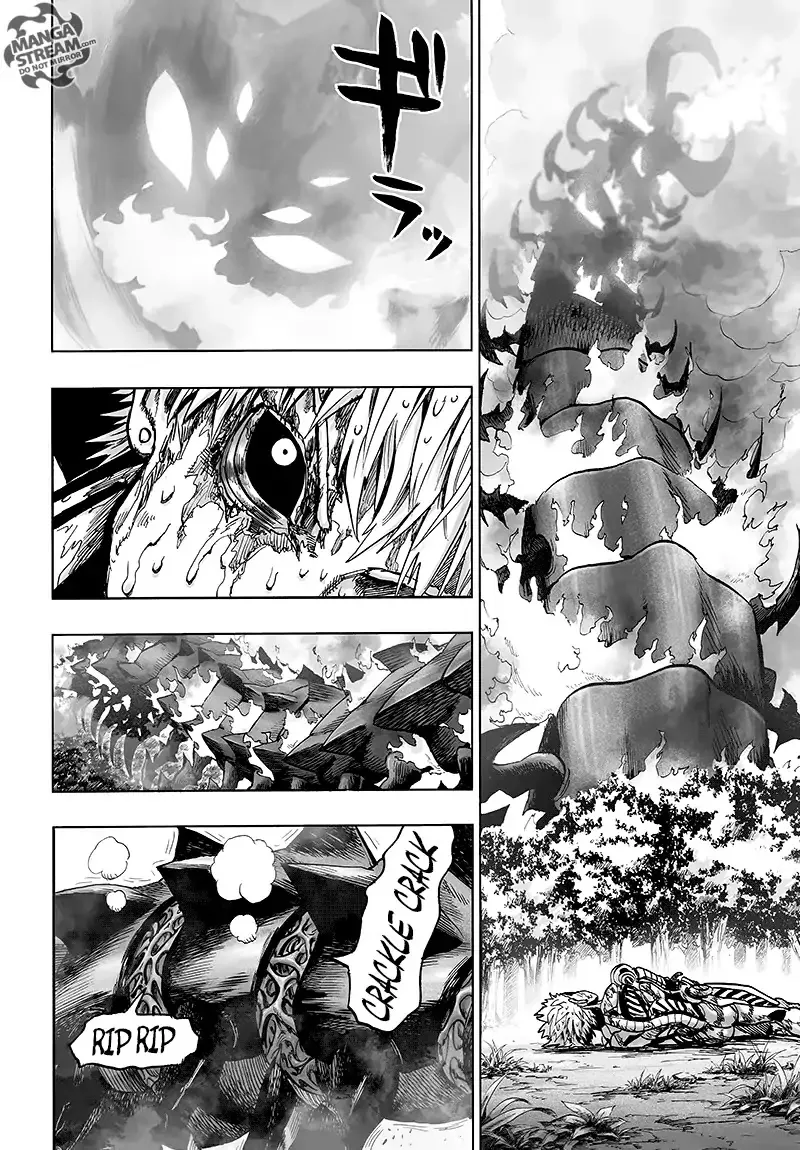 MANGA
STREAM.com
DO NOT MIRROR
ギラッ
CRACKLE CRACK
RIP RIP